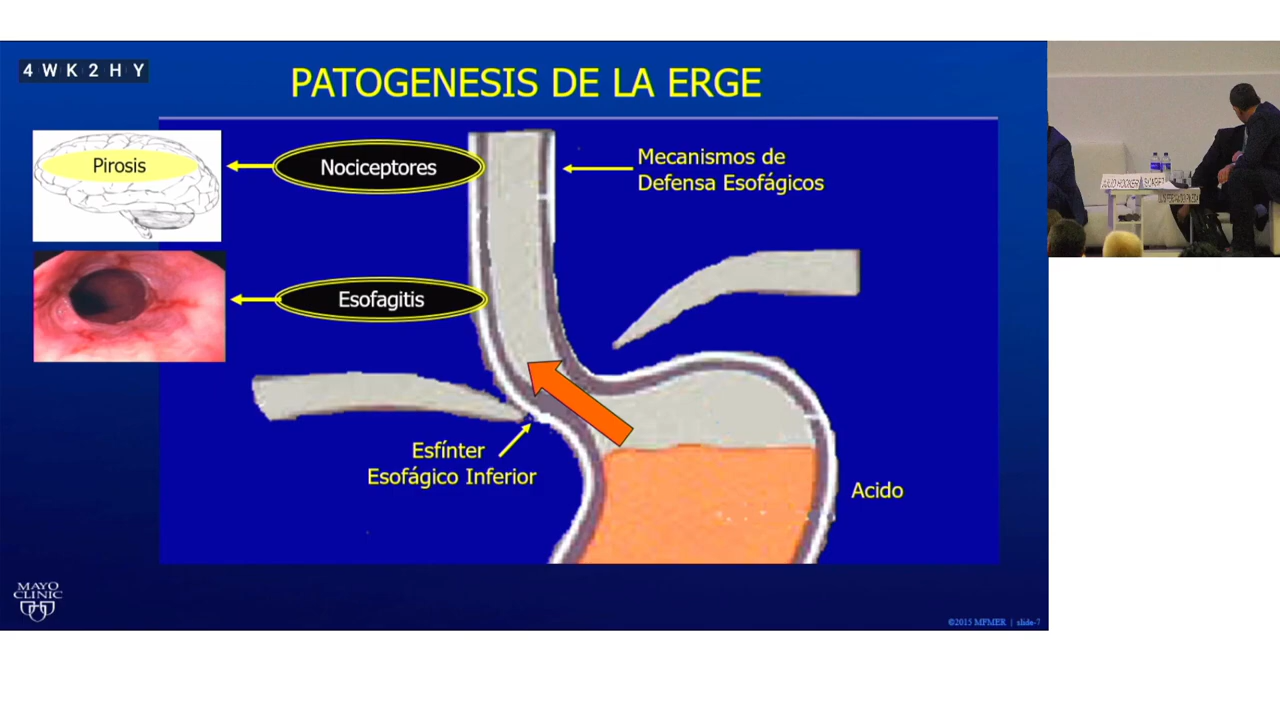 4WK2HY
PATOGENESIS DE LA ERGE
Pirosis
Nociceptores
Mecanismos de
Defensa Esofágicos
Esofagitis
Esfínter
Esofágico Inferior
Acido
MAYO
CLINIC
©2015 MFMER | slide-7